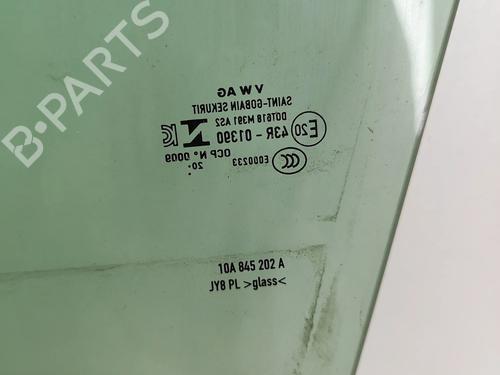 VW AG
SAINT-GOBAIN SEKURIT
DOT618 M391 AS2
E20 43R - 01390
OCP N° 0009
20·
E000233
CCC
10A 845 202 A
JY8 PL >glass<
B-PARTS